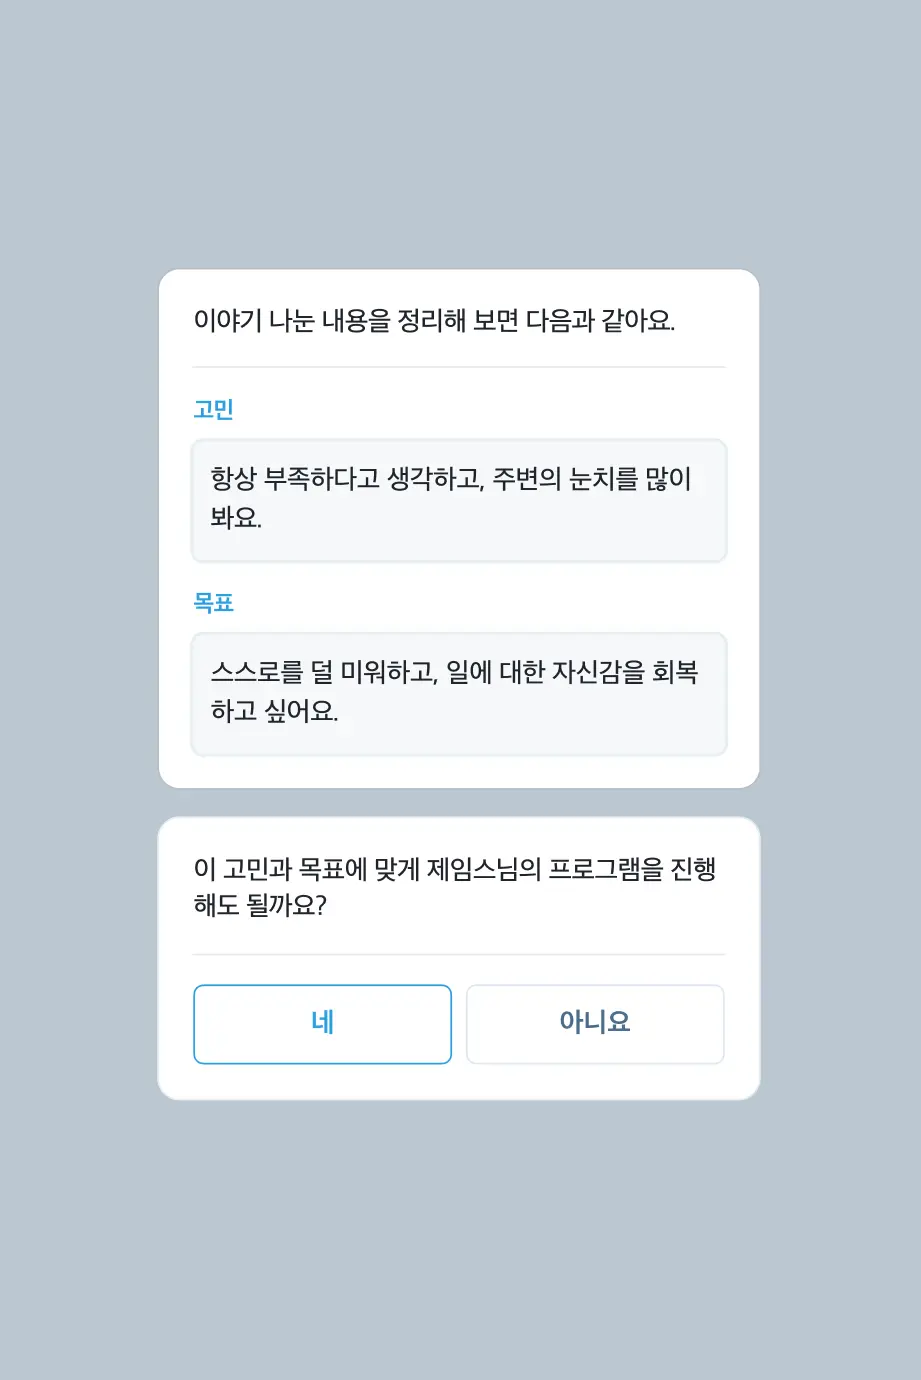 이야기 나눈 내용을 정리해 보면 다음과 같아요.
고민
항상 부족하다고 생각하고, 주변의 눈치를 많이
봐요.
목표
스스로를 덜 미워하고, 일에 대한 자신감을 회복
하고 싶어요.
이 고민과 목표에 맞게 제임스님의 프로그램을 진행
해도 될까요?
네
아니요